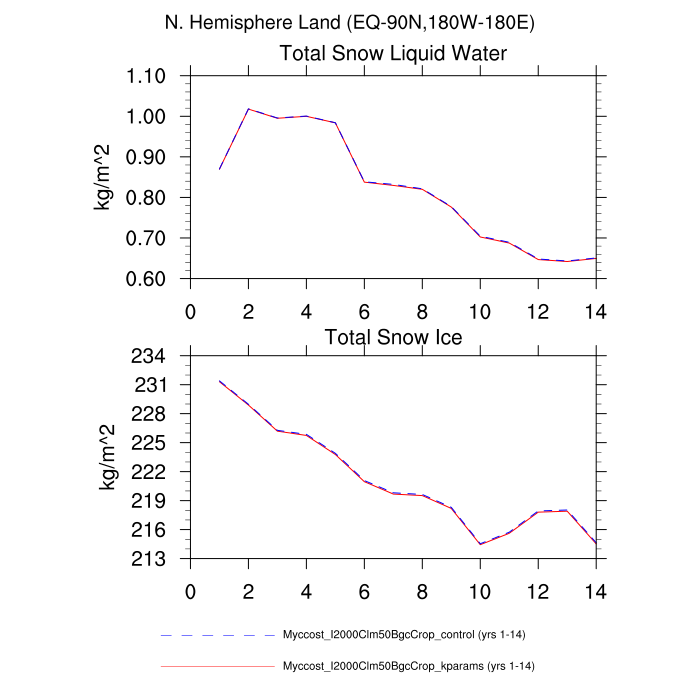 N. Hemisphere Land (EQ-90N,180W-180E)
Total Snow Liquid Water
1.10
1.00
0.90
0.80
0.70
0.60
kg/m^2
0 2 4 6 8 10 12 14
Total Snow Ice
234
231
228
225
222
219
216
213
kg/m^2
0 2 4 6 8 10 12 14
Myccost_I2000Clm50BgcCrop_control (yrs 1-14)
Myccost_I2000Clm50BgcCrop_kparams (yrs 1-14)